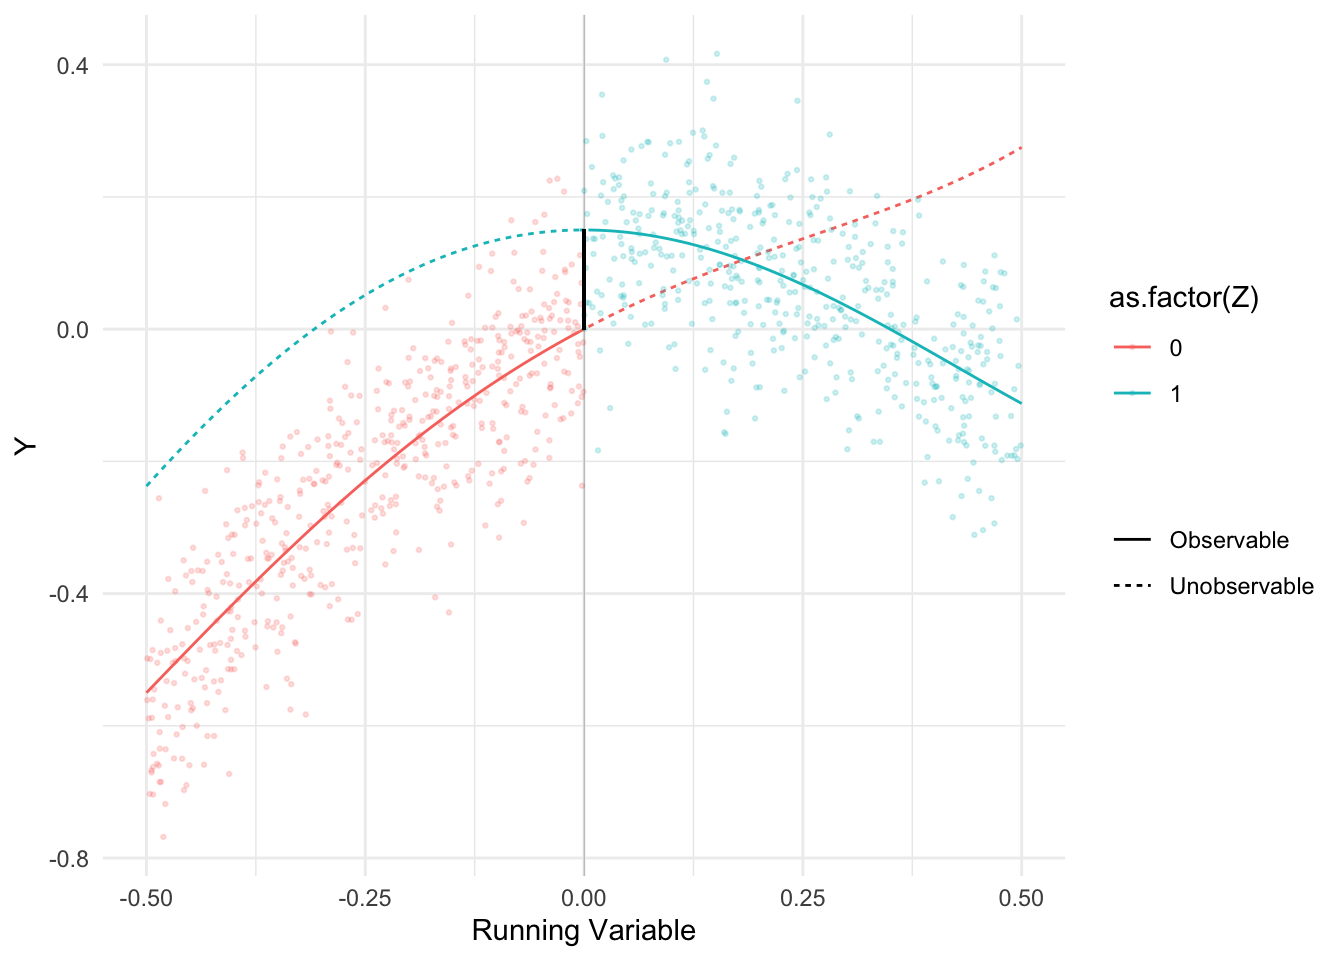 0.4
0.0
-0.4
-0.8
Y
-0.50
-0.25
0.00
0.25
0.50
Running Variable
as.factor(Z)
0
1
Observable
Unobservable